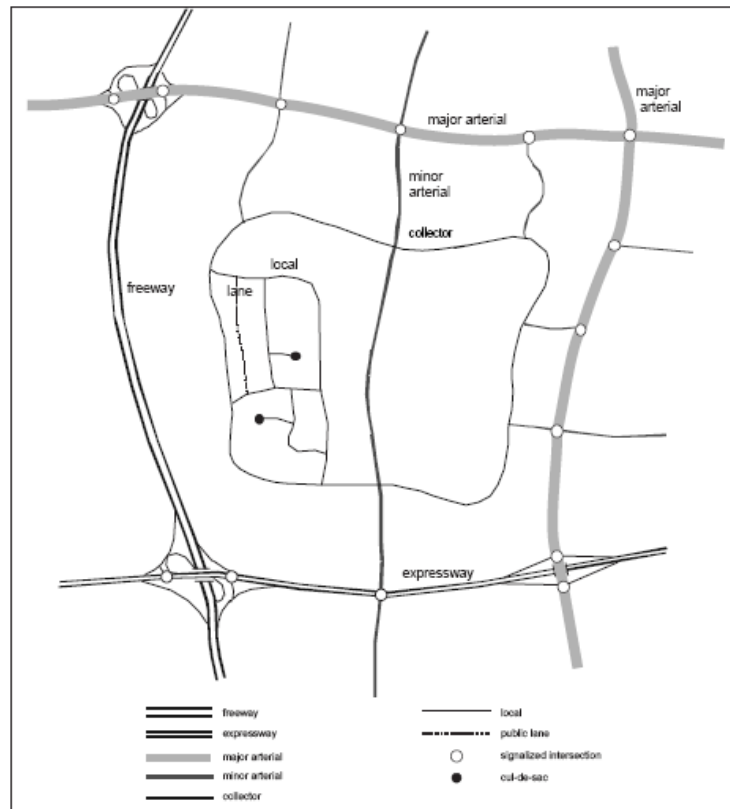 major
arterial
major arterial
minor
arterial
collector
local
freeway
lane
expressway
freeway
expressway
major arterial
minor arterial
collector
local
public lane
signalized intersection
cul-de-sac